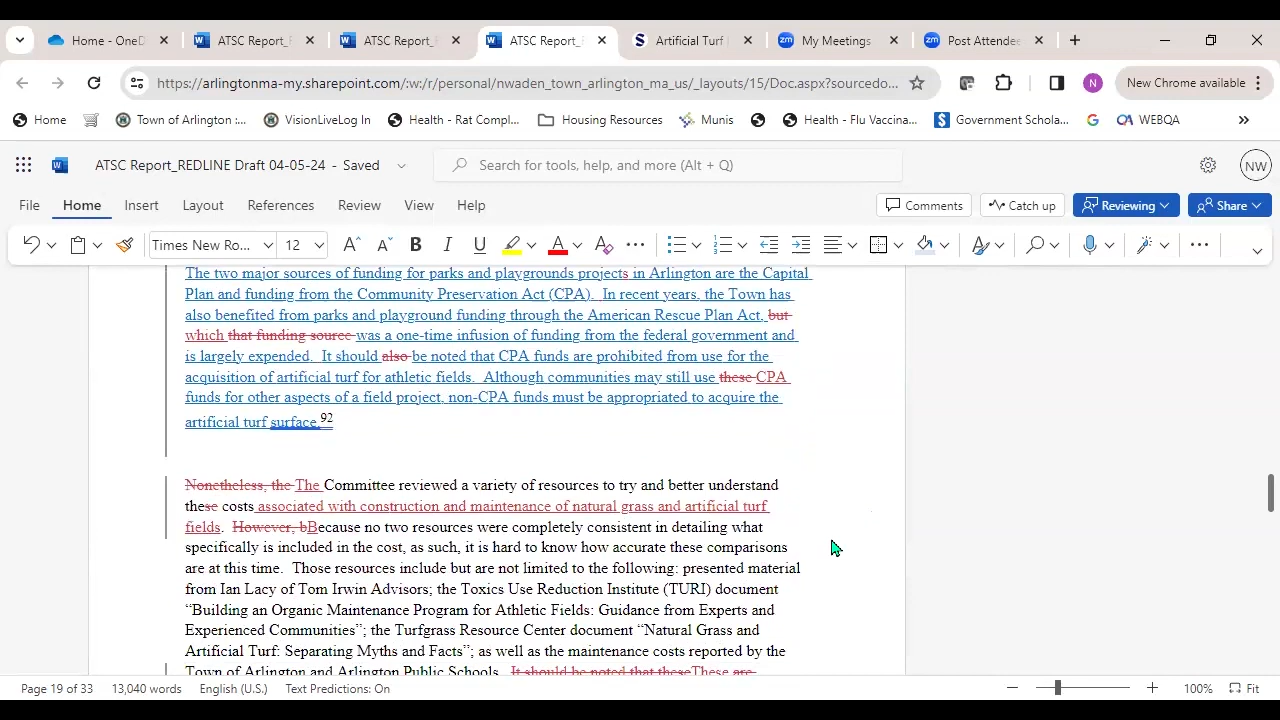 Home - OneD
ATSC Report_F
ATSC Report_F
ATSC Report_
Artificial Turf
My Meetings
Post Attendee
https://arlingtonma-my.sharepoint.com/:w:/r/personal/nwaden_town_arlington_ma_us/_layouts/15/Doc.aspx?sourcedo...
N
New Chrome available
Home
Town of Arlington :...
VisionLiveLog In
Health - Rat Compl...
Housing Resources
Munis
Health - Flu Vaccina...
Government Schola...
WEBQA
ATSC Report_REDLINE Draft 04-05-24 - Saved
Search for tools, help, and more (Alt + Q)
NW
File Home Insert Layout References Review View Help
Comments
Catch up
Reviewing
Share
Times New Ro...
12
The two major sources of funding for parks and playgrounds projects in Arlington are the Capital
Plan and funding from the Community Preservation Act (CPA). In recent years, the Town has
also benefited from parks and playground funding through the American Rescue Plan Act, but
which that funding source was a one-time infusion of funding from the federal government and
is largely expended. It should also be noted that CPA funds are prohibited from use for the
acquisition of artificial turf for athletic fields. Although communities may still use these CPA
funds for other aspects of a field project, non-CPA funds must be appropriated to acquire the
artificial turf surface.92
Nonetheless, the The Committee reviewed a variety of resources to try and better understand
these costs associated with construction and maintenance of natural grass and artificial turf
fields. However, bBecause no two resources were completely consistent in detailing what
specifically is included in the cost, as such, it is hard to know how accurate these comparisons
are at this time. Those resources include but are not limited to the following: presented material
from Ian Lacy of Tom Irwin Advisors; the Toxics Use Reduction Institute (TURI) document
“Building an Organic Maintenance Program for Athletic Fields: Guidance from Experts and
Experienced Communities”; the Turfgrass Resource Center document “Natural Grass and
Artificial Turf: Separating Myths and Facts”; as well as the maintenance costs reported by the
Town of Arlington and Arlington Public Schools. It should be noted that theseThese are
Page 19 of 33
13,040 words
English (U.S.)
Text Predictions: On
100%
Fit